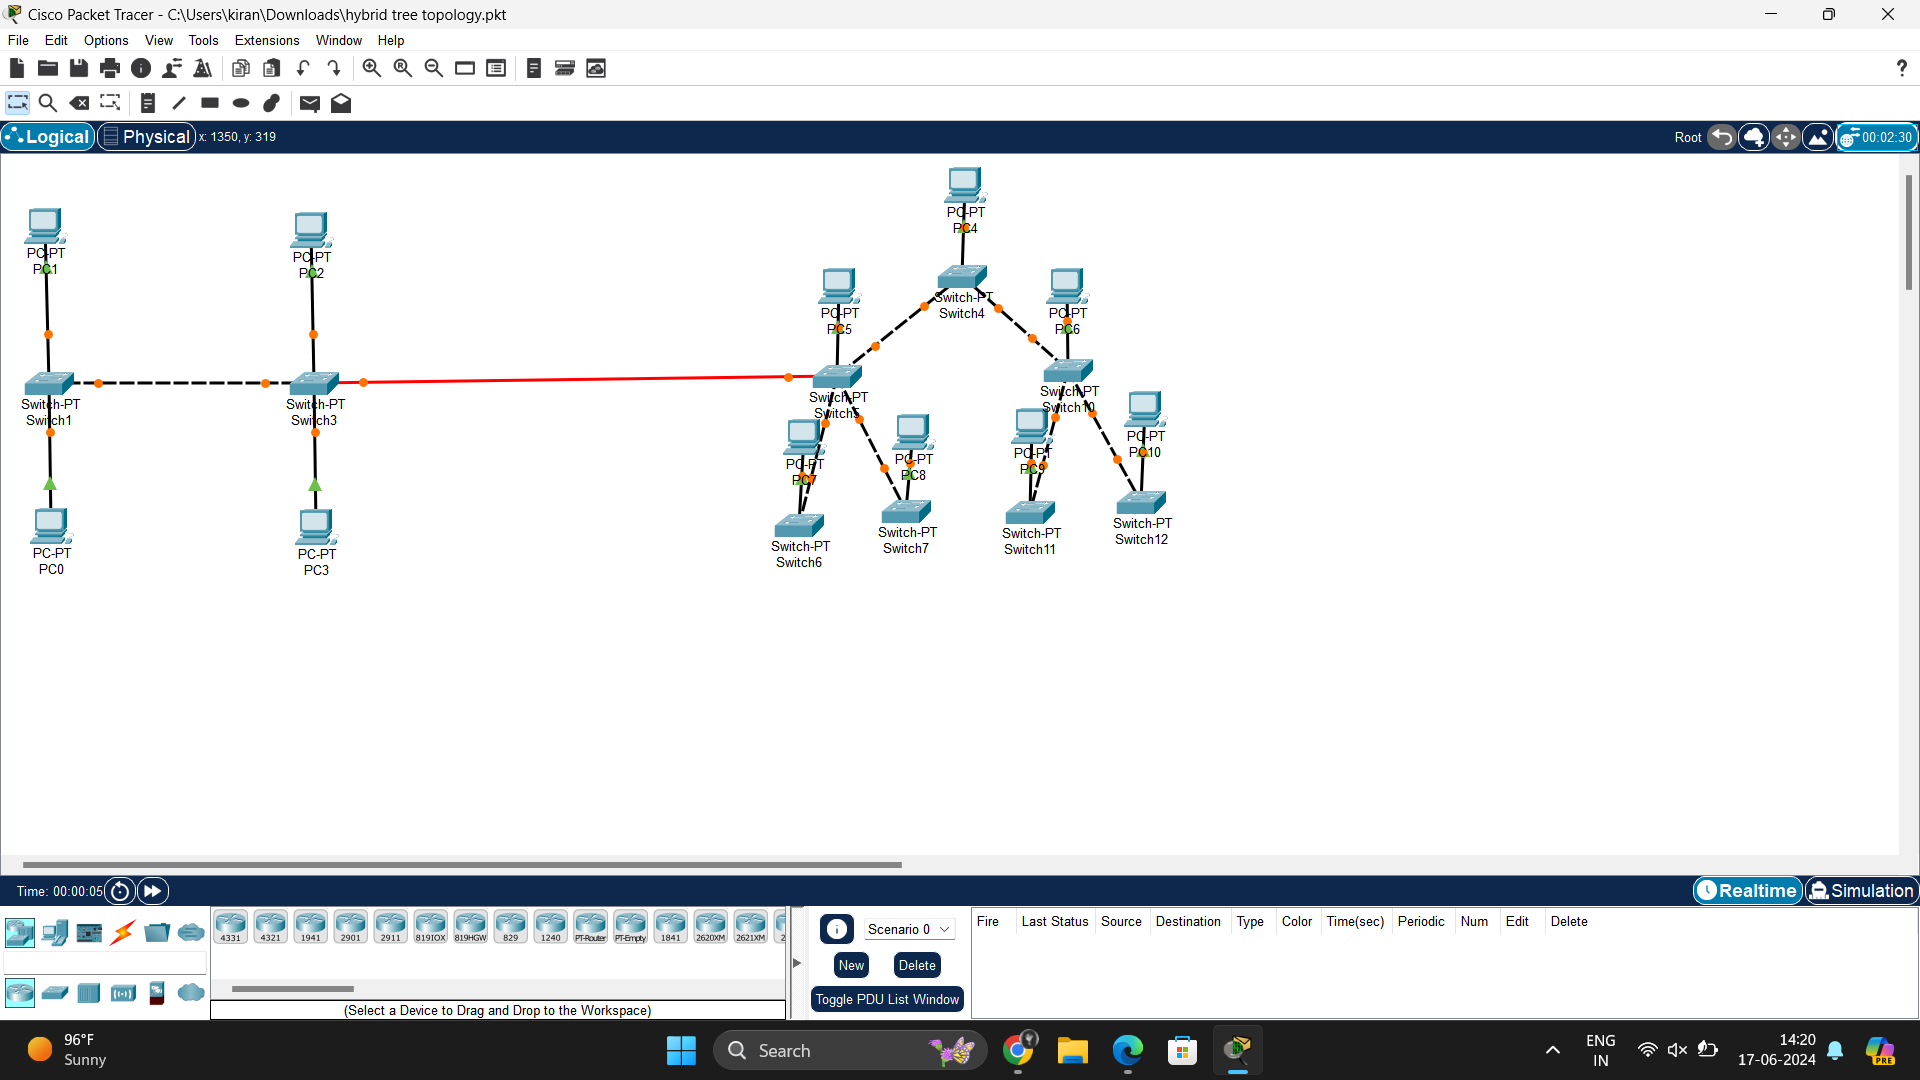 Cisco Packet Tracer - C:\Users\kiran\Downloads\hybrid tree topology.pkt
File Edit Options View Tools Extensions Window Help
?
Logical Physical x: 1350, y: 319 Root 00:02:30
PC-PT
PC4
PC-PT
PC1
PC-PT
PC2
Switch-PT
Switch4
PC-PT
PC5
PC-PT
PC6
Switch-PT
Switch1
Switch-PT
Switch3
Switch-PT
Switch5
Switch-PT
Switch10
PC-PT
PC7
PC-PT
PC8
PC-PT
PC9
PC-PT
PC10
Switch-PT
Switch6
Switch-PT
Switch7
Switch-PT
Switch11
Switch-PT
Switch12
PC-PT
PC0
PC-PT
PC3
Time: 00:00:05 Realtime Simulation
4331 4321 1941 2901 2911 819IOX 819HGW 829 1240 PT-Router PT-Empty 1841 2620XM 2621XM 2
(Select a Device to Drag and Drop to the Workspace)
Scenario 0
New Delete
Toggle PDU List Window
Fire Last Status Source Destination Type Color Time(sec) Periodic Num Edit Delete
96°F
Sunny
Search
ENG
IN
14:20
17-06-2024
PRE